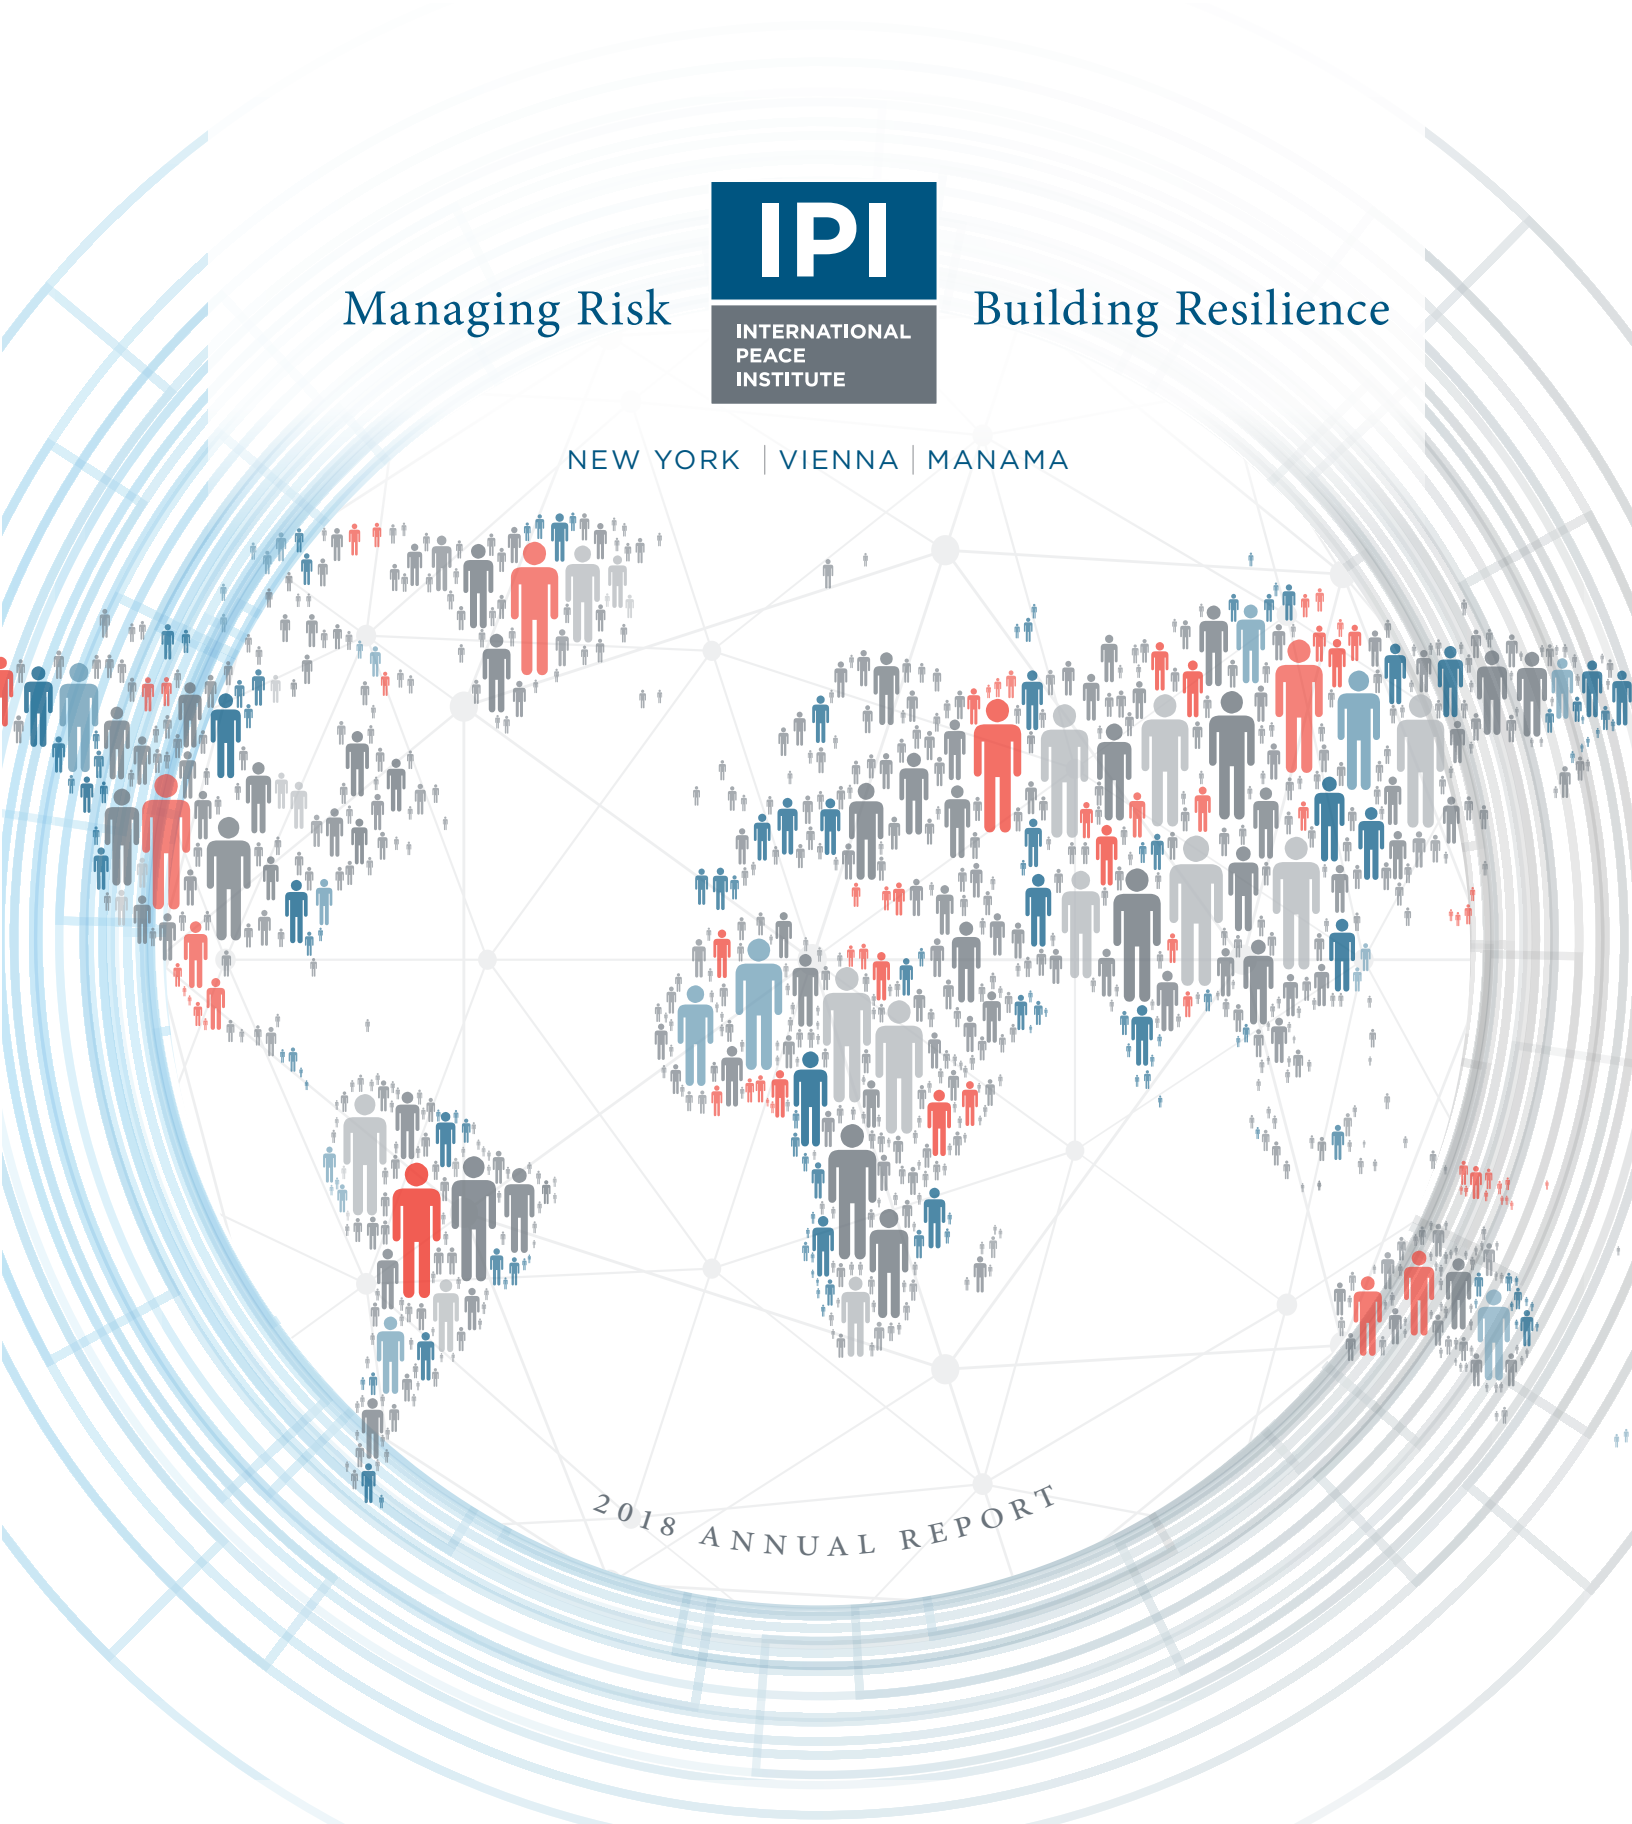 IPI
Managing Risk
Building Resilience
INTERNATIONAL
PEACE
INSTITUTE
NEW YORK | VIENNA | MANAMA
2018 ANNUAL REPORT